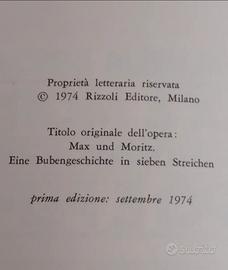 Proprietà letteraria riservata
© 1974 Rizzoli Editore, Milano
Titolo originale dell'opera:
Max und Moritz.
Eine Bubengeschichte in sieben Streichen
prima edizione: settembre 1974
subito